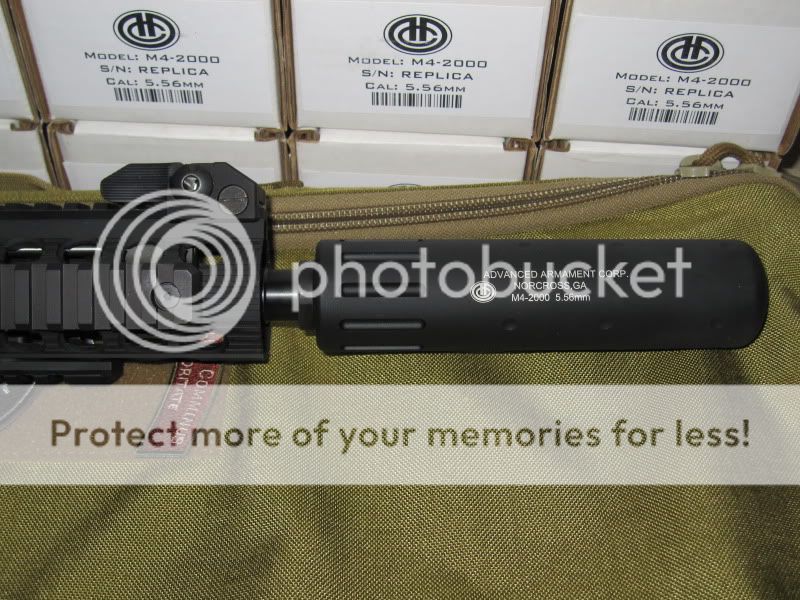 MODEL: M4-2000
S/N: REPLICA
CAL: 5.56MM
MODEL: M4-2000
S/N: REPLICA
CAL: 5.56MM
MODEL: M4-2000
S/N: REPLICA
CAL: 5.56MM
photobucket
ADVANCED ARMAMENT CORP.
NORCROSS,GA
M4-2000 5.56mm
Protect more of your memories for less!